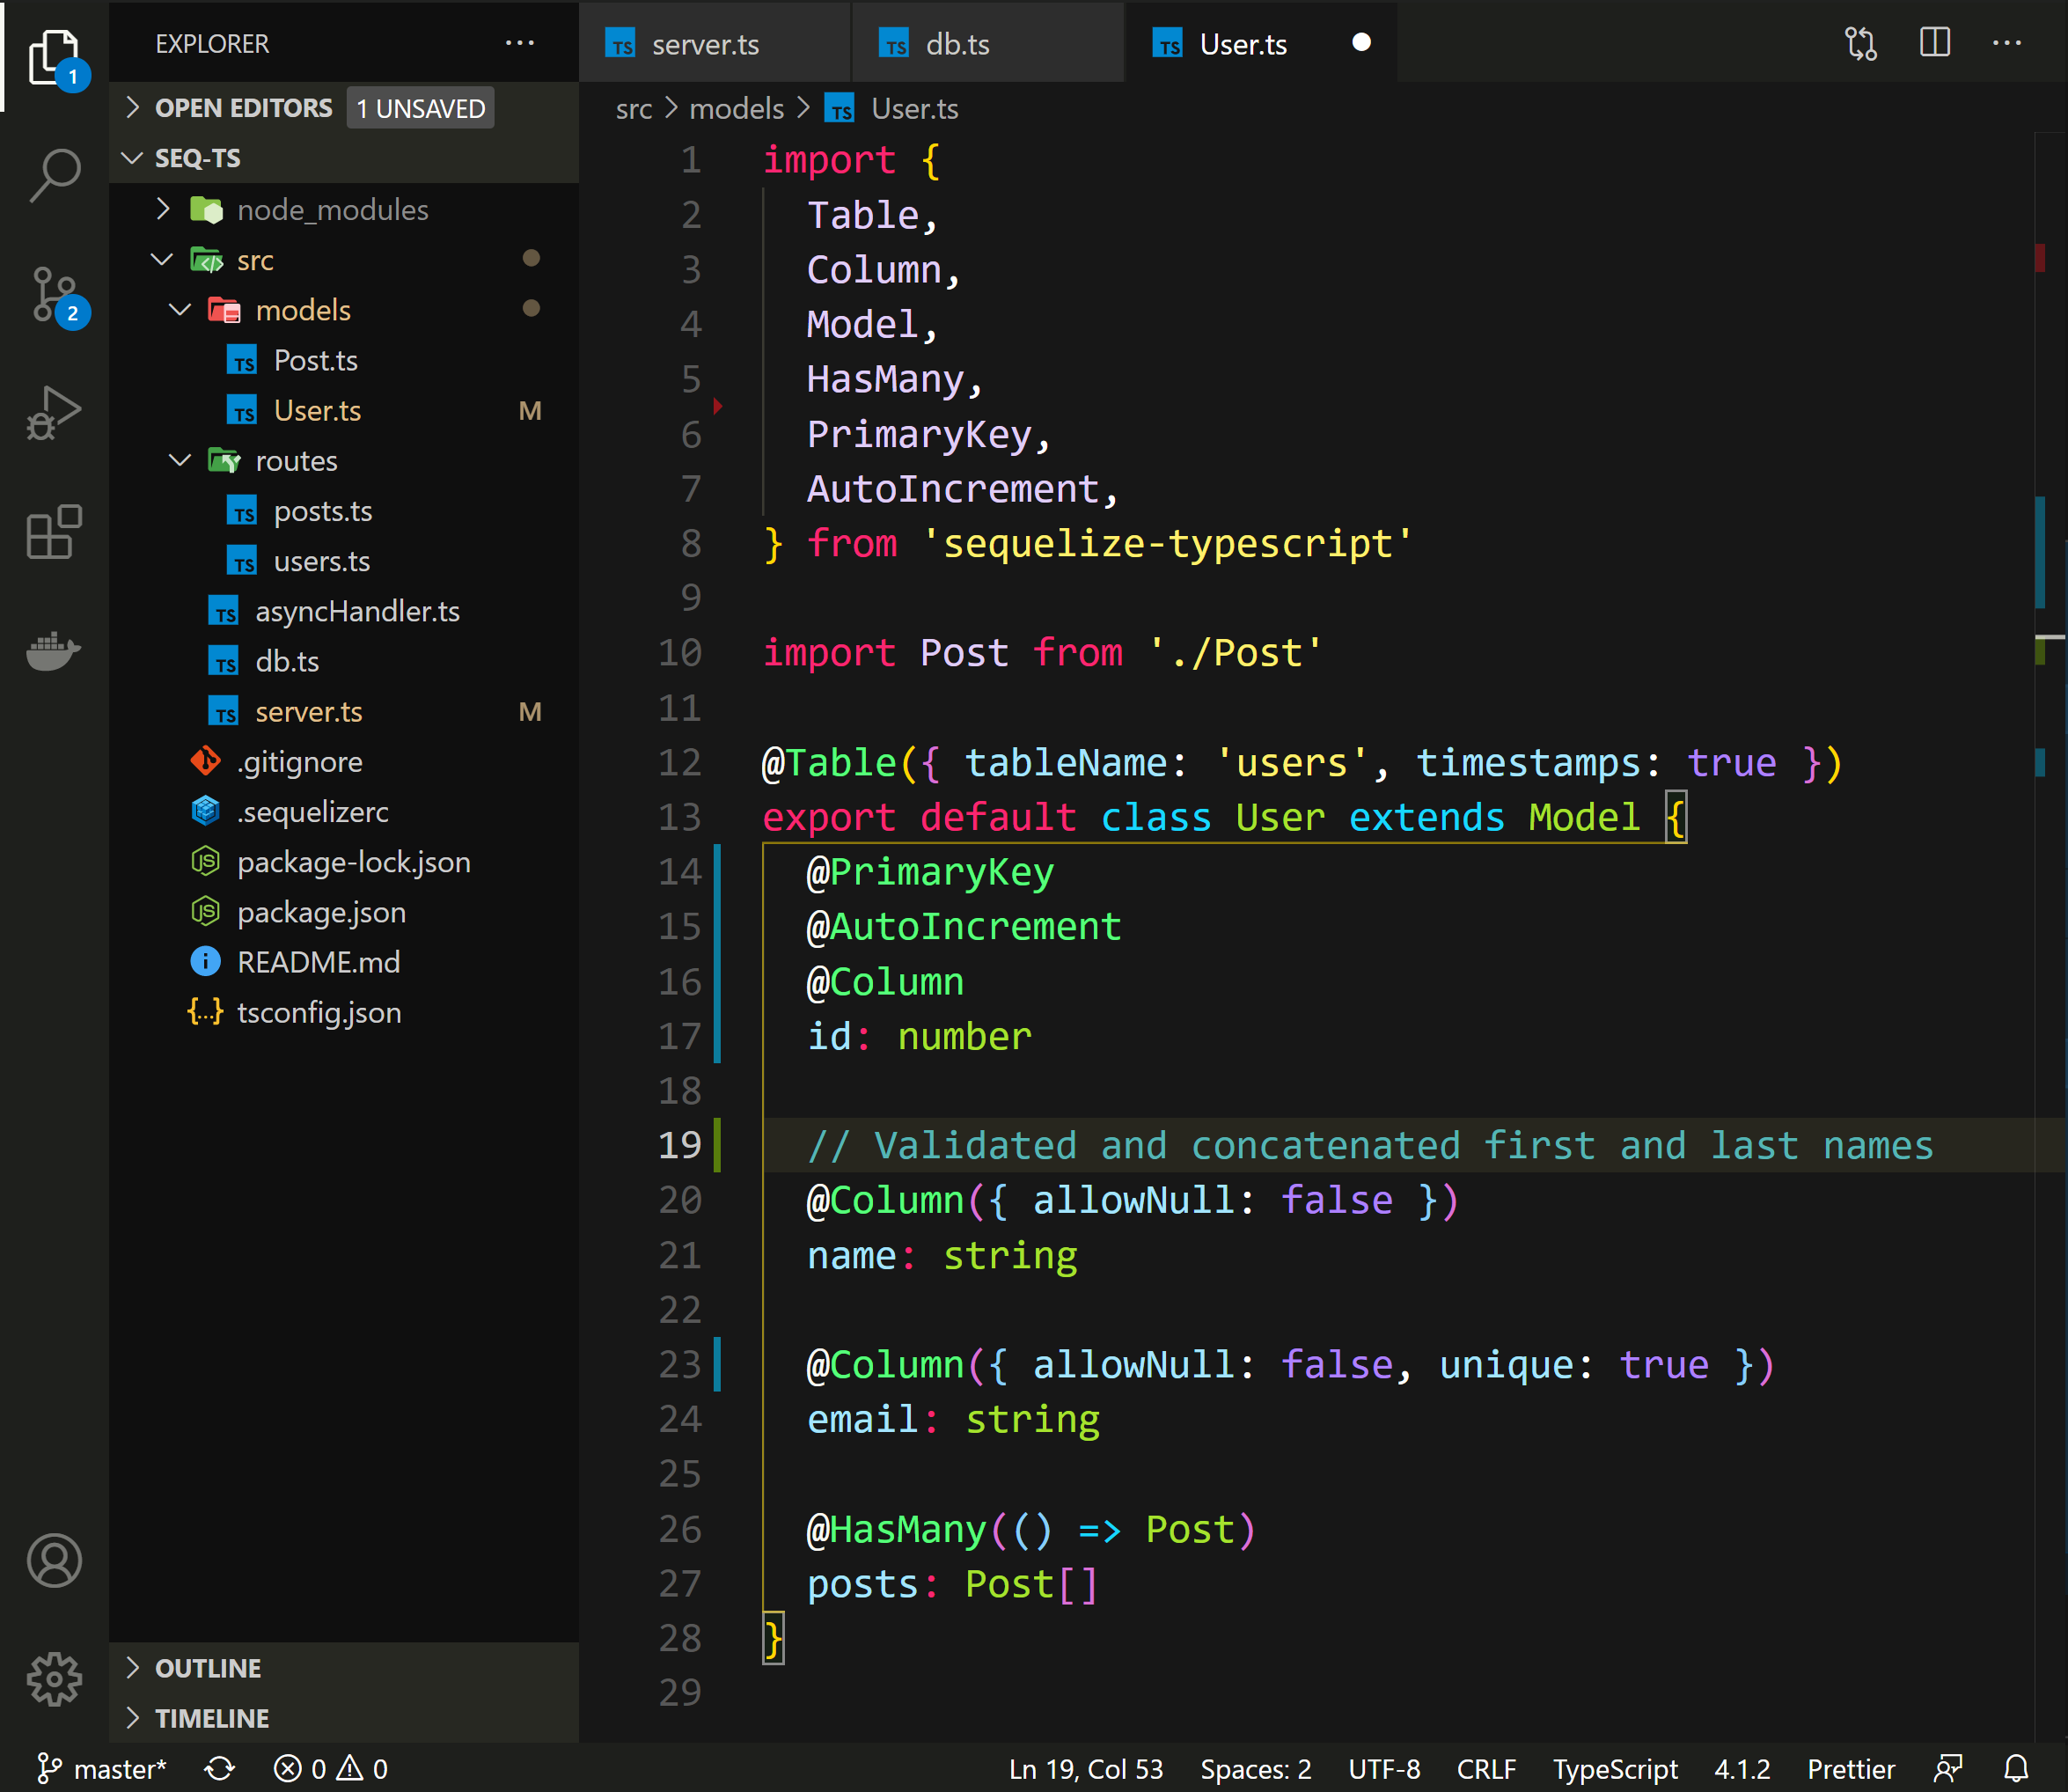 EXPLORER
OPEN EDITORS 1 UNSAVED
SEQ-TS
node_modules
src
models
Post.ts
User.ts M
routes
posts.ts
users.ts
asyncHandler.ts
db.ts
server.ts M
.gitignore
.sequelizerc
package-lock.json
package.json
README.md
tsconfig.json
OUTLINE
TIMELINE
1
2
TS server.ts
TS db.ts
TS User.ts
src > models > TS User.ts
1 import {
2   Table,
3   Column,
4   Model,
5   HasMany,
6   PrimaryKey,
7   AutoIncrement,
8 } from 'sequelize-typescript'
9
10 import Post from './Post'
11
12 @Table({ tableName: 'users', timestamps: true })
13 export default class User extends Model {
14   @PrimaryKey
15   @AutoIncrement
16   @Column
17   id: number
18
19   // Validated and concatenated first and last names
20   @Column({ allowNull: false })
21   name: string
22
23   @Column({ allowNull: false, unique: true })
24   email: string
25
26   @HasMany(() => Post)
27   posts: Post[]
28 }
29
master* 0 0 Ln 19, Col 53 Spaces: 2 UTF-8 CRLF TypeScript 4.1.2 Prettier